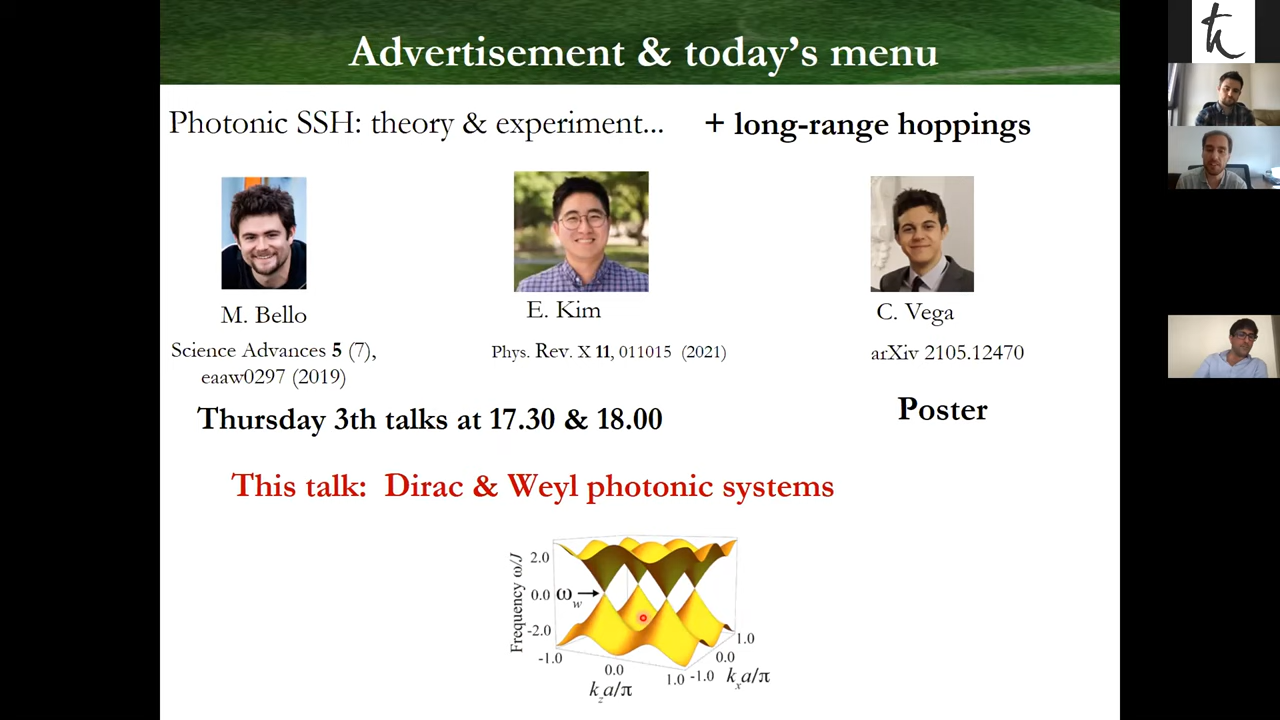 Advertisement & today's menu
Photonic SSH: theory & experiment... + long-range hoppings
M. Bello
E. Kim
C. Vega
Science Advances 5 (7),
eaaw0297 (2019)
Phys. Rev. X 11, 011015 (2021)
arXiv 2105.12470
Thursday 3th talks at 17.30 & 18.00
Poster
This talk: Dirac & Weyl photonic systems
Frequency ω/J
2.0
0.0
-2.0
ωw
-1.0
0.0
1.0
kza/π
-1.0
0.0
1.0
kxa/π